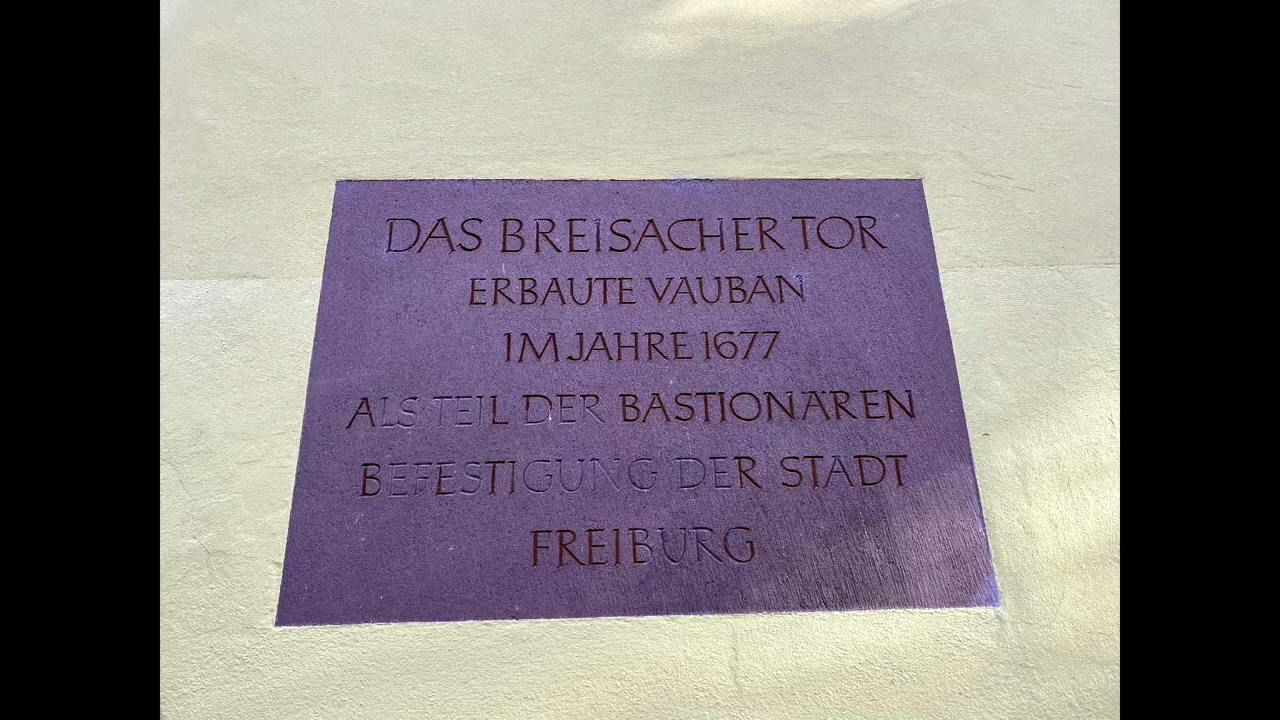 DAS BREISACHER TOR
ERBAUTE VAUBAN
IM JAHRE 1677
ALS TEIL DER BASTIONÄREN
BEFESTIGUNG DER STADT
FREIBURG